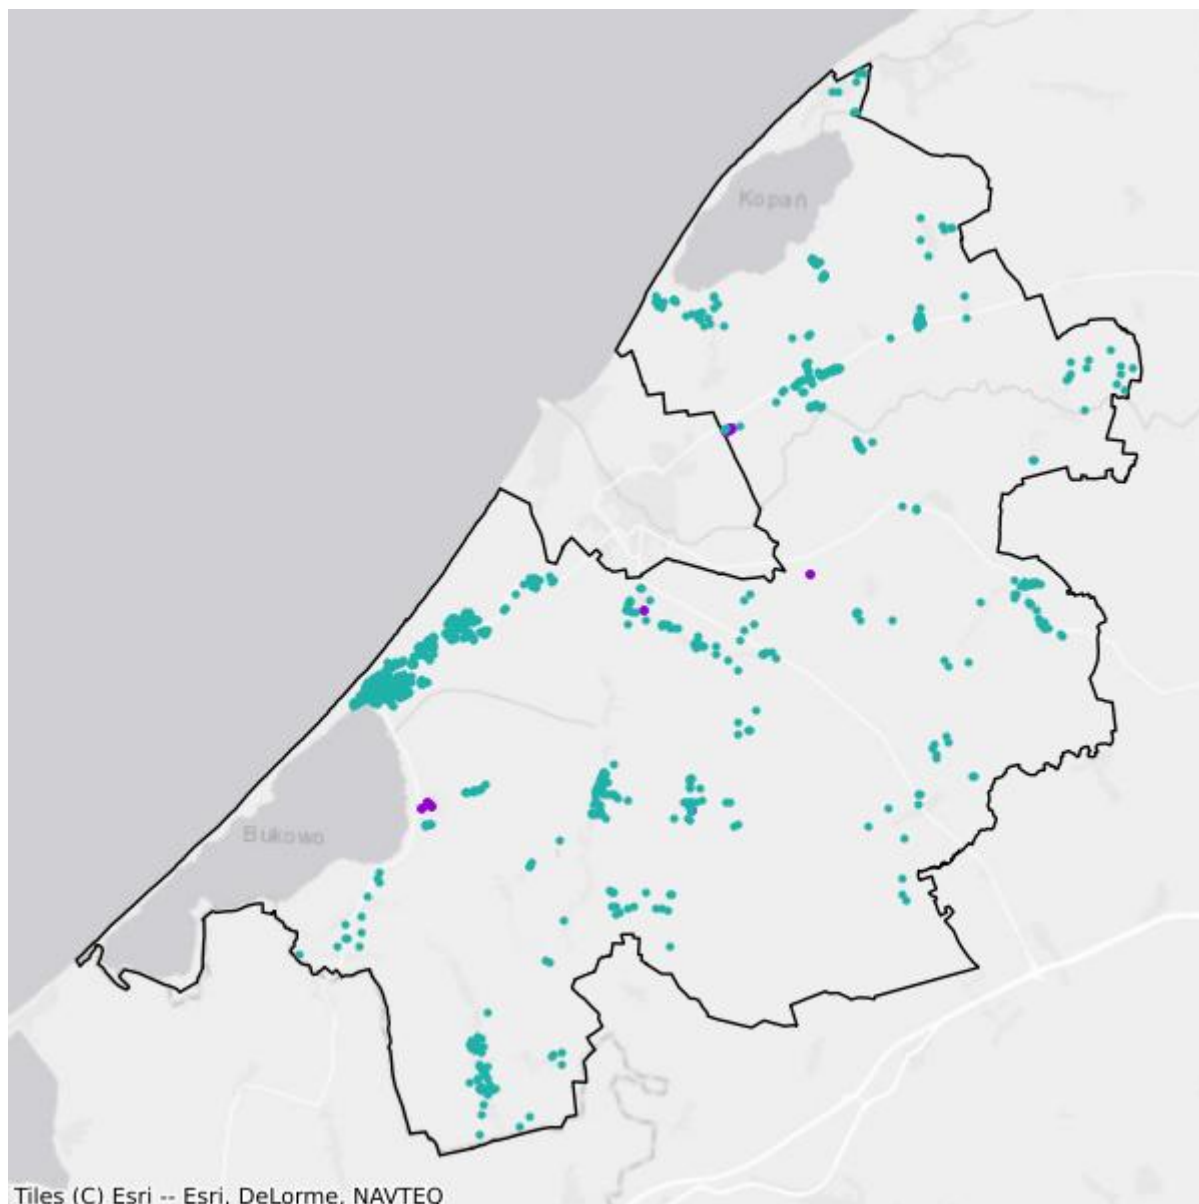 Kopań
Bukowo
Tiles (C) Esri -- Esri, DeLorme, NAVTEQ